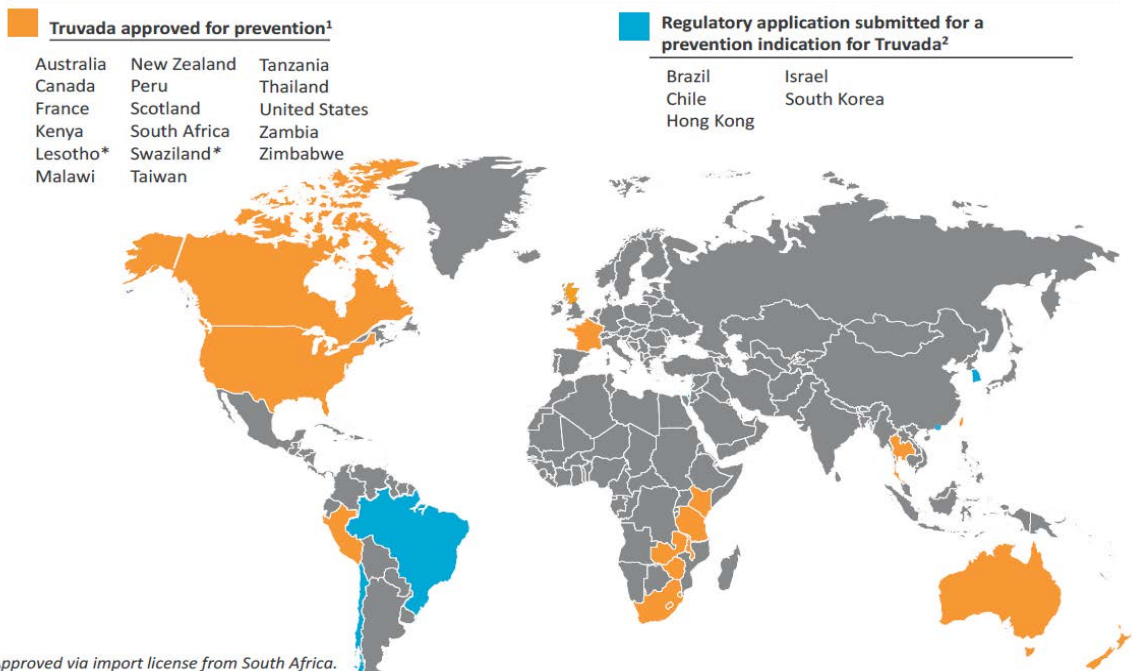 Truvada approved for prevention1
Australia New Zealand Tanzania
Canada Peru Thailand
France Scotland United States
Kenya South Africa Zambia
Lesotho* Swaziland* Zimbabwe
Malawi Taiwan
Regulatory application submitted for a
prevention indication for Truvada2
Brazil Israel
Chile South Korea
Hong Kong
pproved via import license from South Africa.